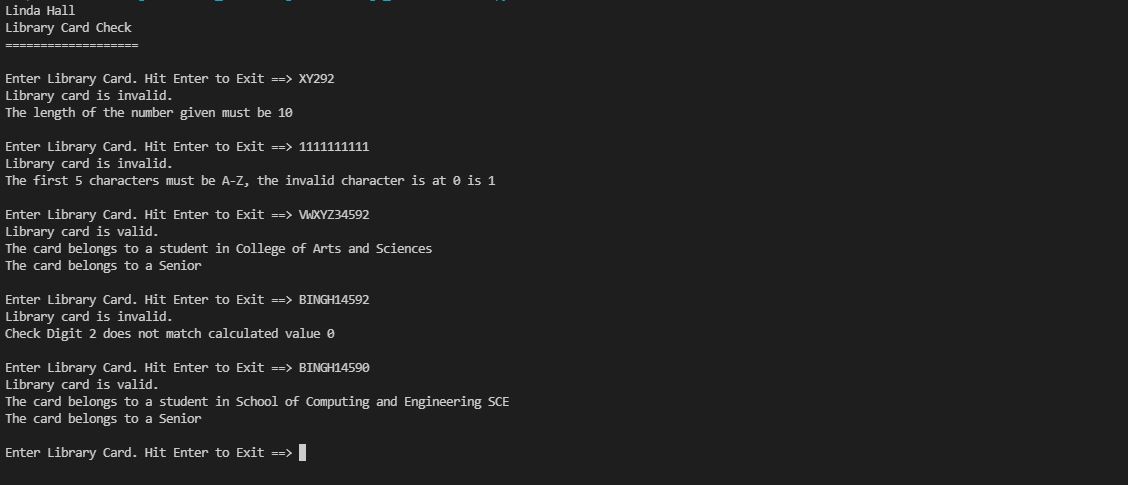 Linda Hall
Library Card Check
===================
Enter Library Card. Hit Enter to Exit ==> XY292
Library card is invalid.
The length of the number given must be 10
Enter Library Card. Hit Enter to Exit ==> 1111111111
Library card is invalid.
The first 5 characters must be A-Z, the invalid character is at 0 is 1
Enter Library Card. Hit Enter to Exit ==> VWXYZ34592
Library card is valid.
The card belongs to a student in College of Arts and Sciences
The card belongs to a Senior
Enter Library Card. Hit Enter to Exit ==> BINGH14592
Library card is invalid.
Check Digit 2 does not match calculated value 0
Enter Library Card. Hit Enter to Exit ==> BINGH14590
Library card is valid.
The card belongs to a student in School of Computing and Engineering SCE
The card belongs to a Senior
Enter Library Card. Hit Enter to Exit ==>